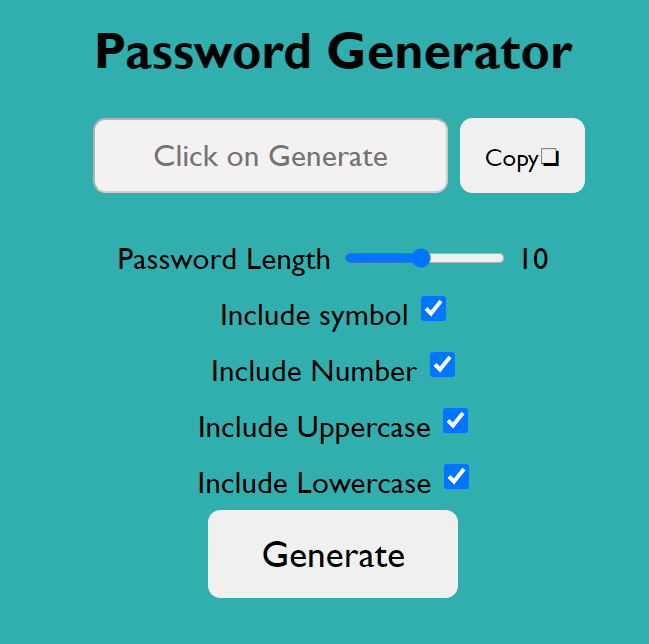 Password Generator
Click on Generate Copy❏
Password Length 10
Include symbol
Include Number
Include Uppercase
Include Lowercase
Generate